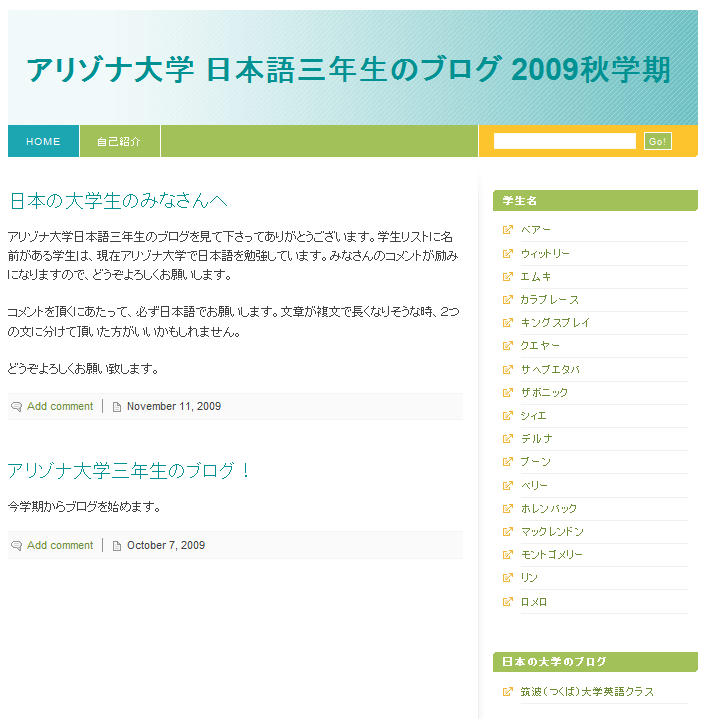 アリゾナ大学 日本語三年生のブログ 2009秋学期
HOME
自己紹介
Go!
日本の大学生のみなさんへ
アリゾナ大学日本語三年生のブログを見て下さってありがとうございます。学生リストに名
前がある学生は、現在アリゾナ大学で日本語を勉強しています。みなさんのコメントが励み
になりますので、どうぞよろしくお願いします。
コメントを頂くにあたって、必ず日本語でお願いします。文章が複文で長くなりそうな時、2つ
の文に分けて頂いた方がいいかもしれません。
どうぞよろしくお願い致します。
Add comment
November 11, 2009
アリゾナ大学三年生のブログ！
今学期からブログを始めます。
Add comment
October 7, 2009
学生名
ベアー
ウィットリー
エムキ
カラブレース
キングスブレイ
クエヤー
サヘブエタバ
ザボニック
シィエ
デルナ
ブーン
ベリー
ホレンバック
マックレンドン
モントゴメリー
リン
ロメロ
日本の大学のブログ
筑波（つくば）大学英語クラス